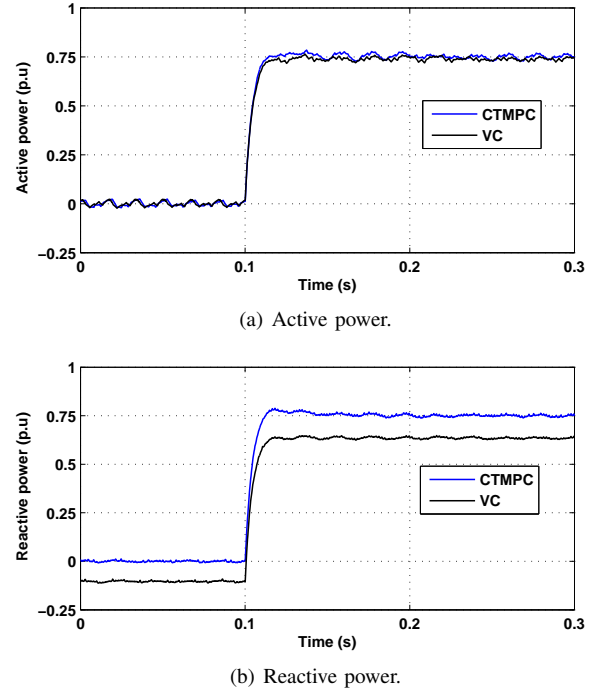 1
0.75
0.5
0.25
0
−0.25
Active power (p.u)
CTMPC
VC
0 0.1 0.2 0.3
Time (s)
(a) Active power.
1
0.75
0.5
0.25
0
−0.25
Reactive power (p.u)
CTMPC
VC
0 0.1 0.2 0.3
Time (s)
(b) Reactive power.